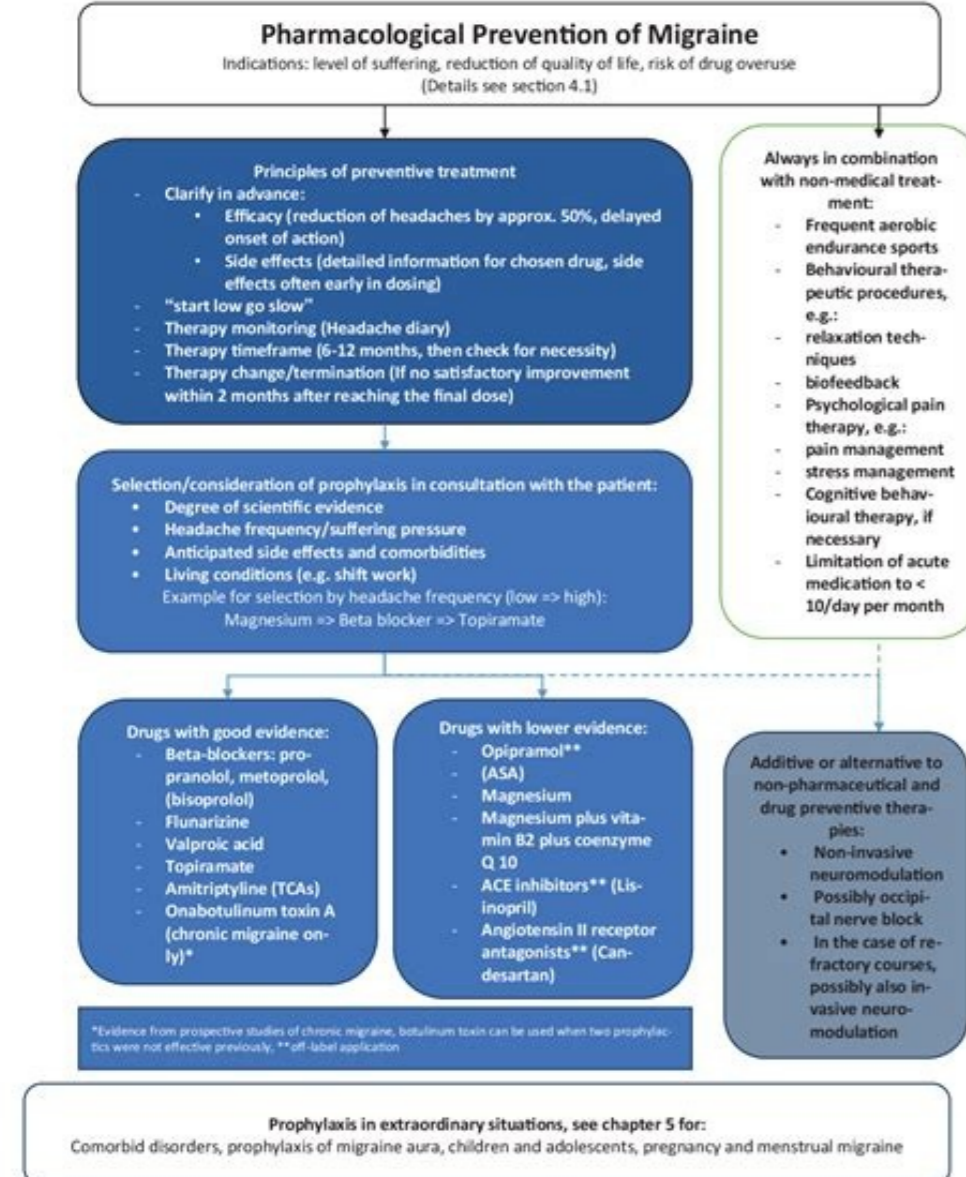 Pharmacological Prevention of Migraine
Indications: level of suffering, reduction of quality of life, risk of drug overuse
(Details see section 4.1)
Principles of preventive treatment
- Clarify in advance:
• Efficacy (reduction of headaches by approx. 50%, delayed
onset of action)
• Side effects (detailed information for chosen drug, side
effects often early in dosing)
- “start low go slow”
- Therapy monitoring (Headache diary)
- Therapy timeframe (6-12 months, then check for necessity)
- Therapy change/termination (If no satisfactory improvement
within 2 months after reaching the final dose)
Always in combination
with non-medical treat-
ment:
- Frequent aerobic
endurance sports
- Behavioural thera-
peutic procedures,
e.g.:
- relaxation tech-
niques
- biofeedback
- Psychological pain
therapy, e.g.:
- pain management
- stress management
- Cognitive behav-
ioural therapy, if
necessary
- Limitation of acute
medication to <
10/day per month
Selection/consideration of prophylaxis in consultation with the patient:
• Degree of scientific evidence
• Headache frequency/suffering pressure
• Anticipated side effects and comorbidities
• Living conditions (e.g. shift work)
Example for selection by headache frequency (low => high):
Magnesium => Beta blocker => Topiramate
Drugs with good evidence:
- Beta-blockers: pro-
pranolol, metoprolol,
(bisoprolol)
- Flunarizine
- Valproic acid
- Topiramate
- Amitriptyline (TCAs)
- Onabotulinum toxin A
(chronic migraine on-
ly)*
Drugs with lower evidence:
- Opipramol**
- (ASA)
- Magnesium
- Magnesium plus vita-
min B2 plus coenzyme
Q 10
- ACE inhibitors** (Lis-
inopril)
- Angiotensin II receptor
antagonists** (Can-
desartan)
Additive or alternative to
non-pharmaceutical and
drug preventive thera-
pies:
• Non-invasive
neuromodulation
• Possibly occipi-
tal nerve block
• In the case of re-
fractory courses,
possibly also in-
vasive neuro-
modulation
*Evidence from prospective studies of chronic migraine, botulinum toxin can be used when two prophylac-
tics were not effective previously, **off-label application
Prophylaxis in extraordinary situations, see chapter 5 for:
Comorbid disorders, prophylaxis of migraine aura, children and adolescents, pregnancy and menstrual migraine